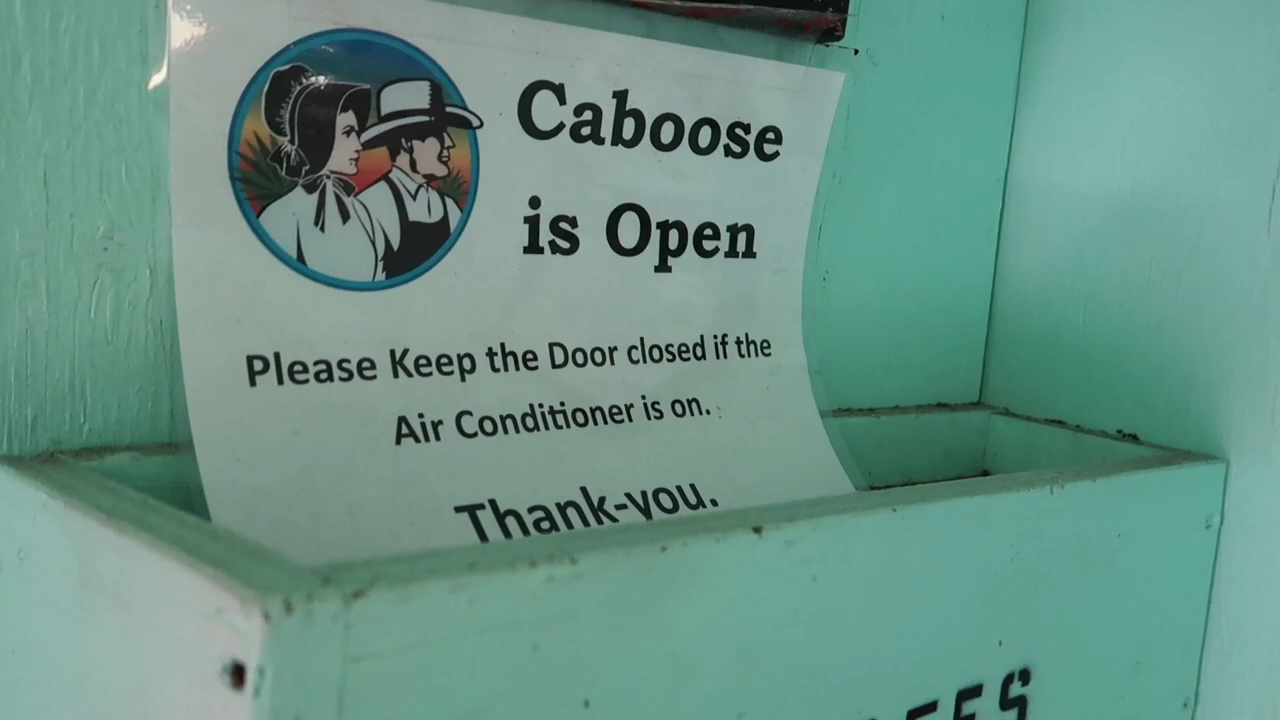 Caboose
is Open
Please Keep the Door closed if the
Air Conditioner is on.
Thank-you.